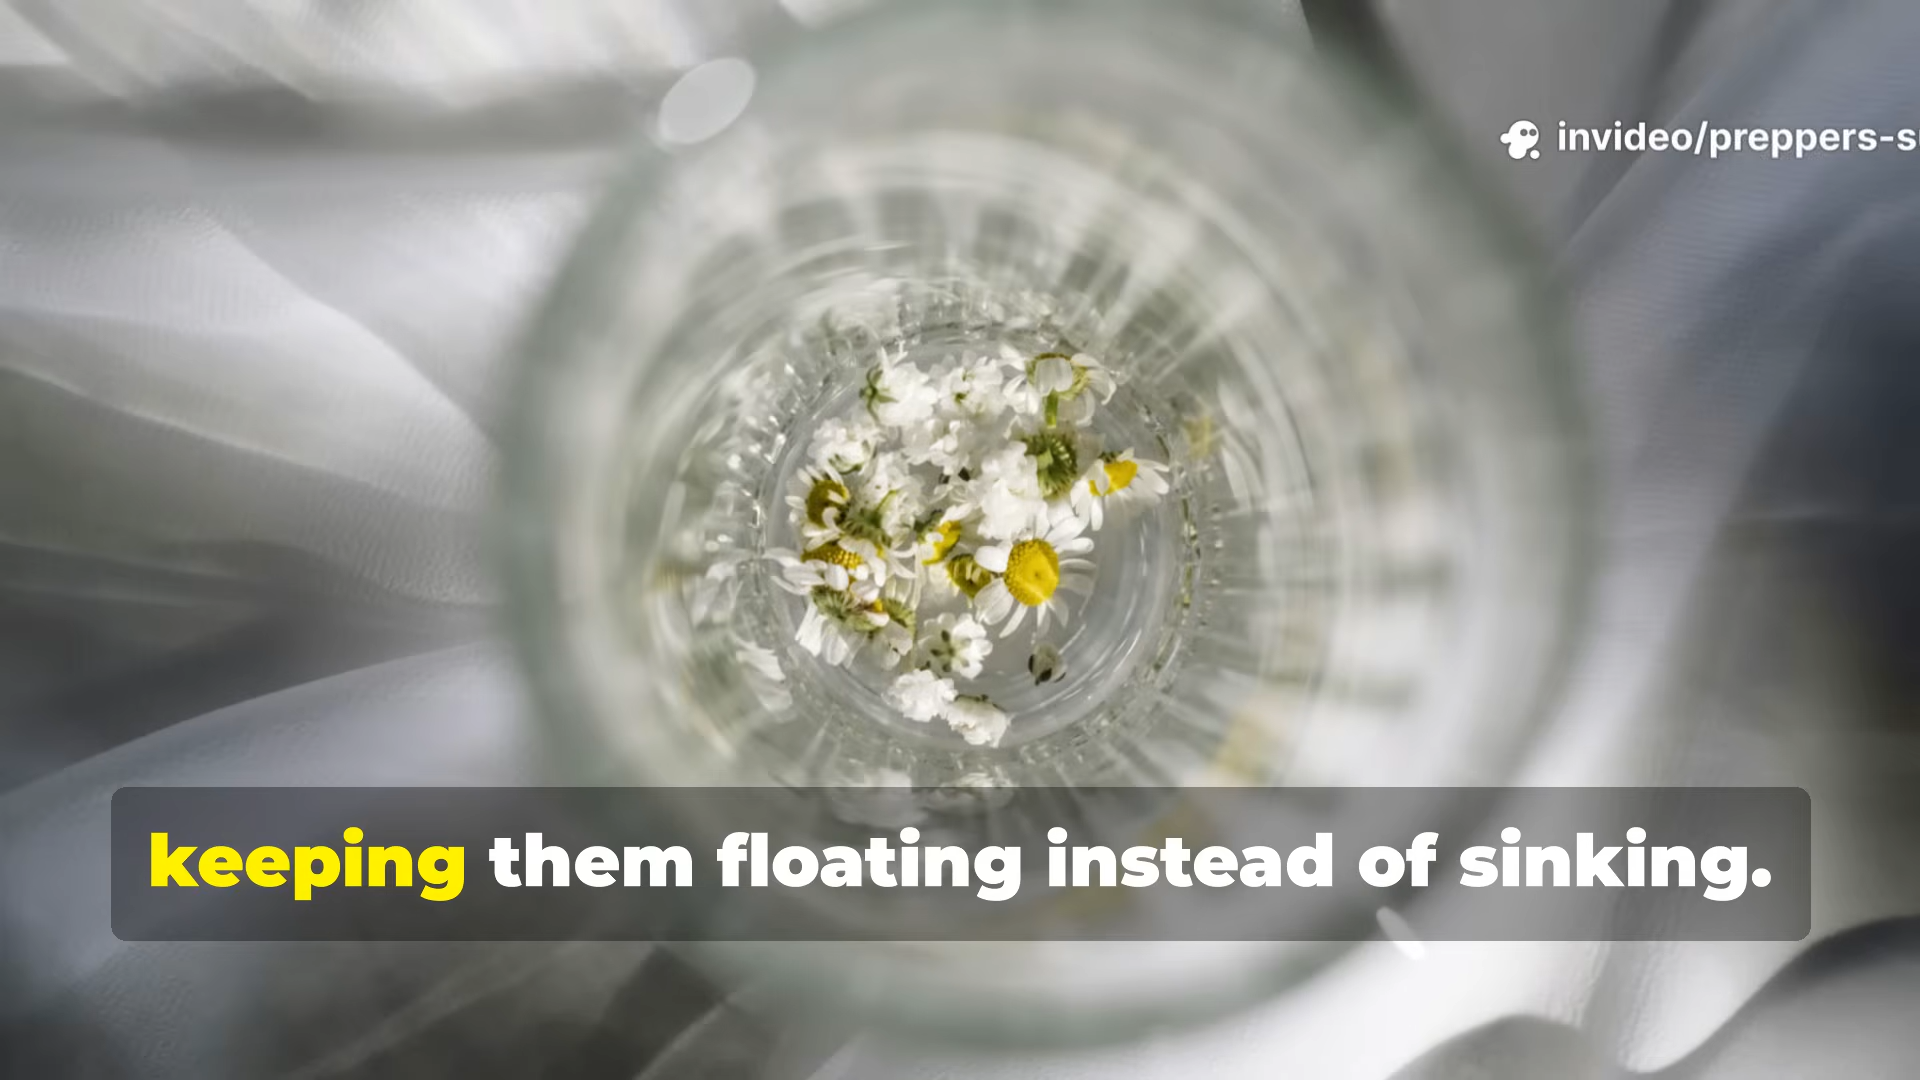 invideo/preppers-s
keeping them floating instead of sinking.